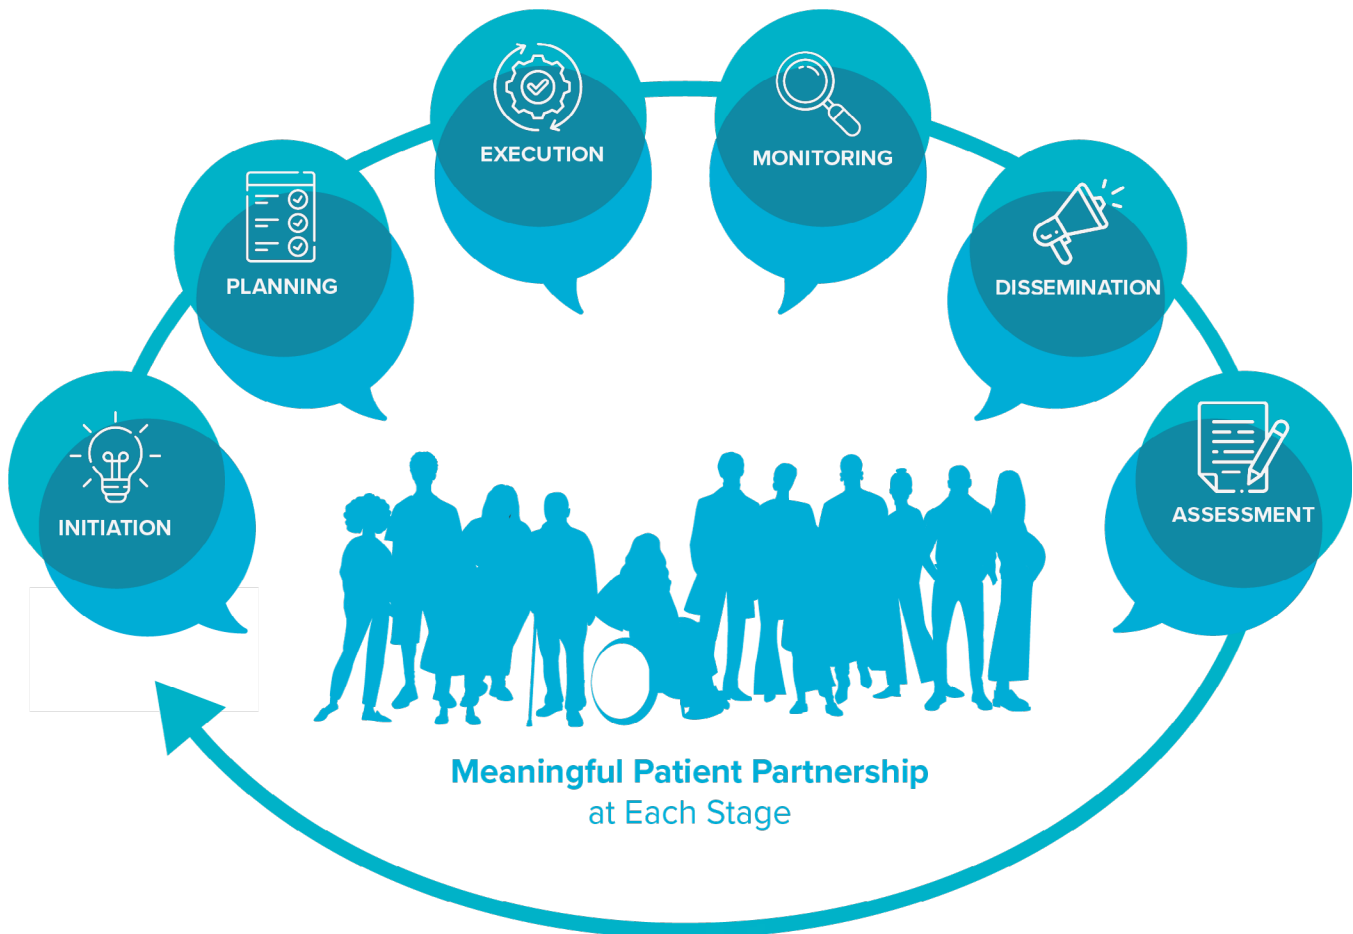 INITIATION
PLANNING
EXECUTION
MONITORING
DISSEMINATION
ASSESSMENT
Meaningful Patient Partnership
at Each Stage